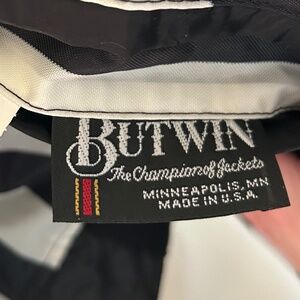 BUTWIN
The Champion of Jackets
MINNEAPOLIS, MN
MADE IN U.S.A.